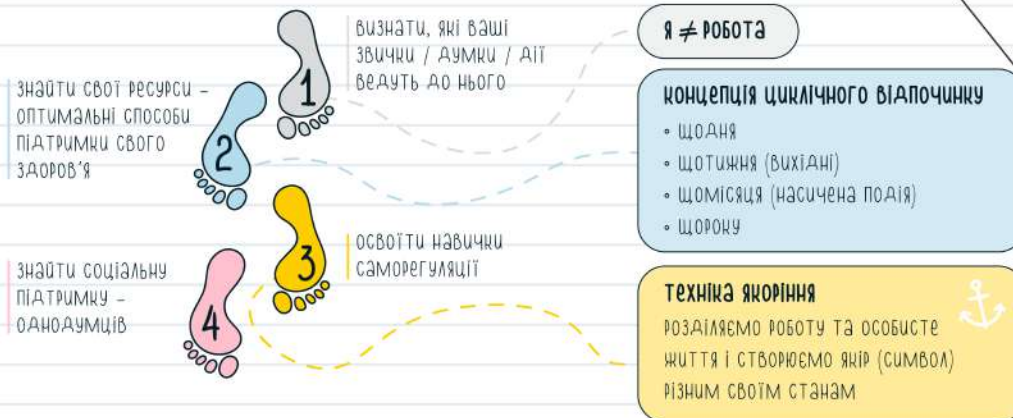 1
ВИЗНАТИ, ЯКІ ВАШІ
ЗВИЧКИ / ДУМКИ / ДІЇ
ВЕДУТЬ ДО НЬОГО
Я ≠ РОБОТА
2
ЗНАЙТИ СВОЇ РЕСУРСИ –
ОПТИМАЛЬНІ СПОСОБИ
ПІДТРИМКИ СВОГО
ЗДОРОВ'Я
КОНЦЕПЦІЯ ЦИКЛІЧНОГО ВІДПОЧИНКУ
• ЩОДНЯ
• ЩОТИЖНЯ (ВИХІДНІ)
• ЩОМІСЯЦЯ (НАСИЧЕНА ПОДІЯ)
• ЩОРОКУ
3
ОСВОЇТИ НАВИЧКИ
САМОРЕГУЛЯЦІЇ
4
ЗНАЙТИ СОЦІАЛЬНУ
ПІДТРИМКУ –
ОДНОДУМЦІВ
ТЕХНІКА ЯКОРІННЯ
РОЗДІЛЯЄМО РОБОТУ ТА ОСОБИСТЕ
ЖИТТЯ І СТВОРЮЄМО ЯКІР (СИМВОЛ)
РІЗНИМ СВОЇМ СТАНАМ